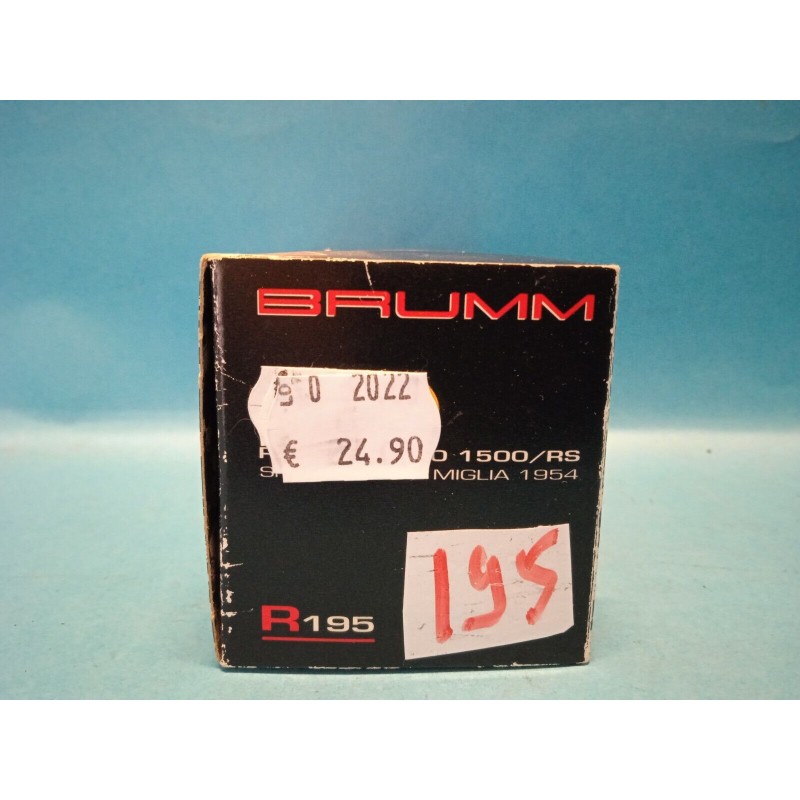 BRUMM
2022
€ 24.90
1500/RS
MIGLIA 1954
R195
195